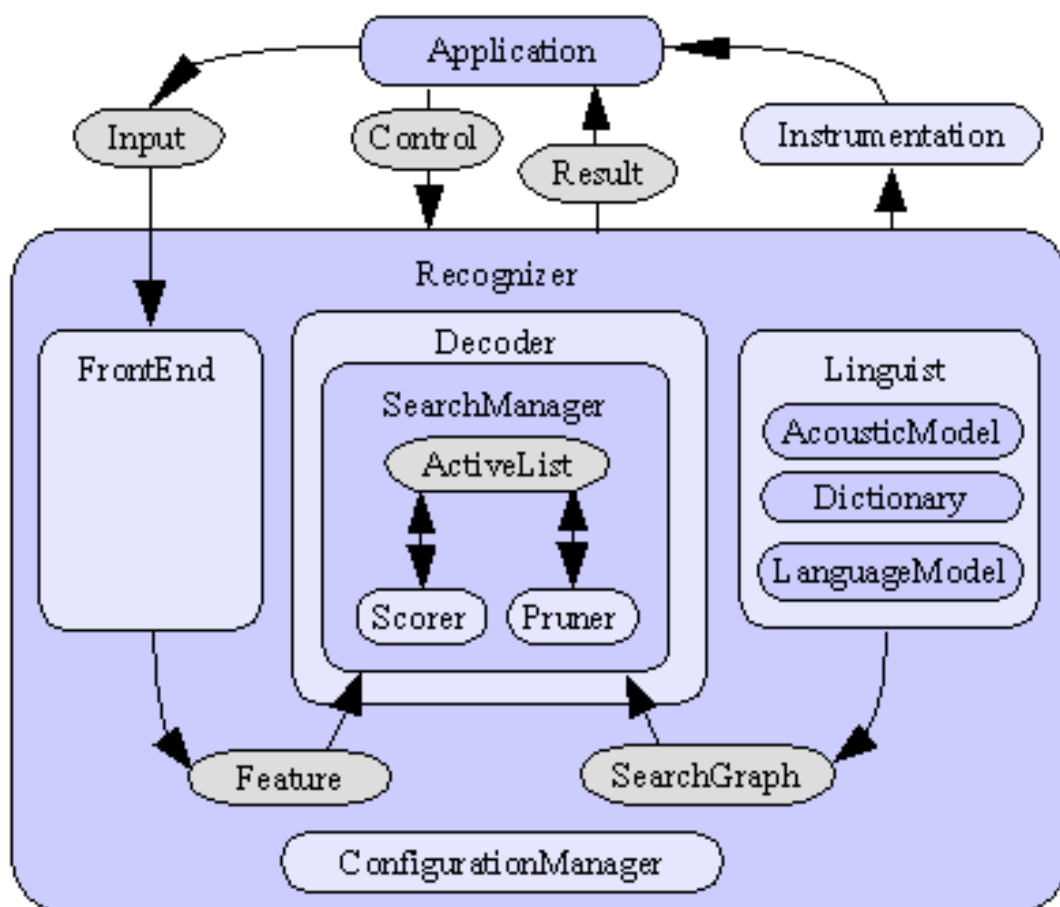 Application
Input
Control
Result
Instrumentation
Recognizer
FrontEnd
Decoder
SearchManager
ActiveList
Scorer
Pruner
Linguist
AcousticModel
Dictionary
LanguageModel
Feature
SearchGraph
ConfigurationManager